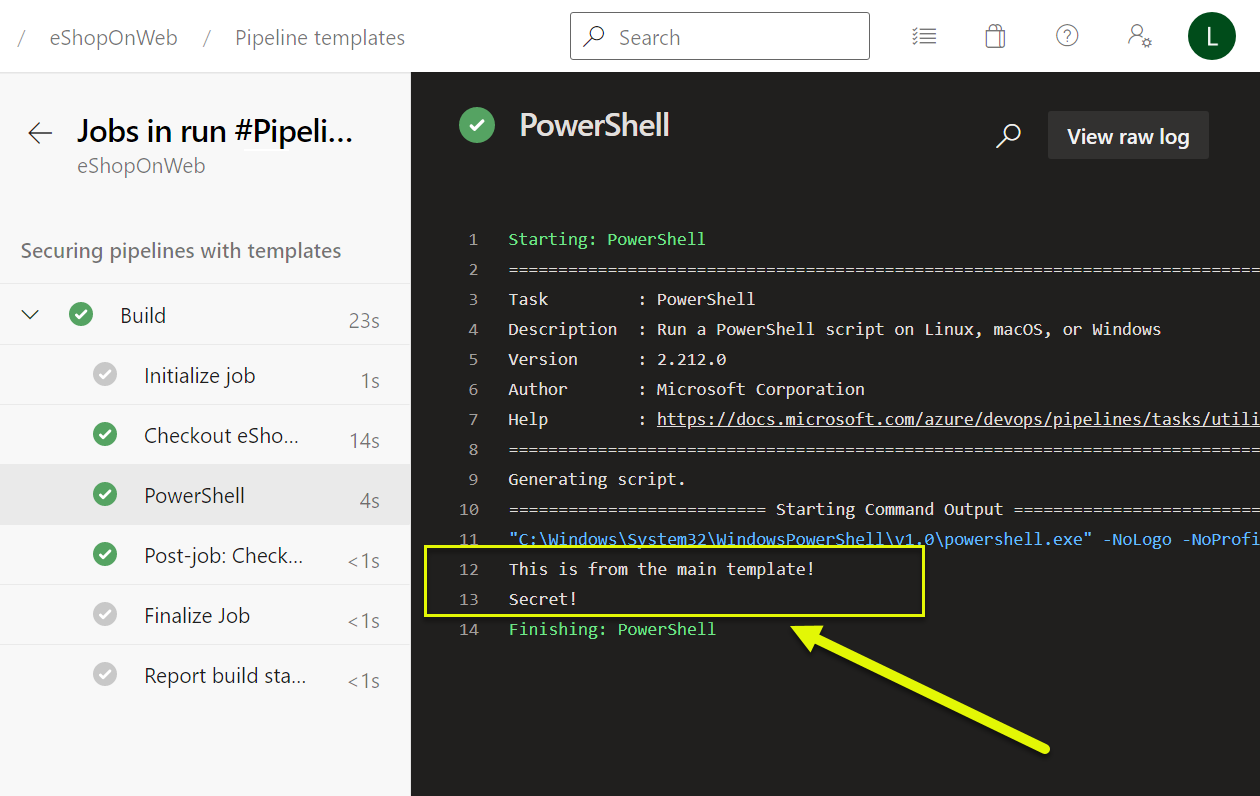 / eShopOnWeb / Pipeline templates
Search
?
L
Jobs in run #Pipeli...
eShopOnWeb
Securing pipelines with templates
Build 23s
Initialize job 1s
Checkout eSho... 14s
PowerShell 4s
Post-job: Check... <1s
Finalize Job <1s
Report build sta... <1s
PowerShell
View raw log
1 Starting: PowerShell
2 ==============================================================================
3 Task : PowerShell
4 Description : Run a PowerShell script on Linux, macOS, or Windows
5 Version : 2.212.0
6 Author : Microsoft Corporation
7 Help : https://docs.microsoft.com/azure/devops/pipelines/tasks/utili
8 ==============================================================================
9 Generating script.
10 ========================== Starting Command Output =========================
11 "C:\Windows\System32\WindowsPowerShell\v1.0\powershell.exe" -NoLogo -NoProfi
12 This is from the main template!
13 Secret!
14 Finishing: PowerShell